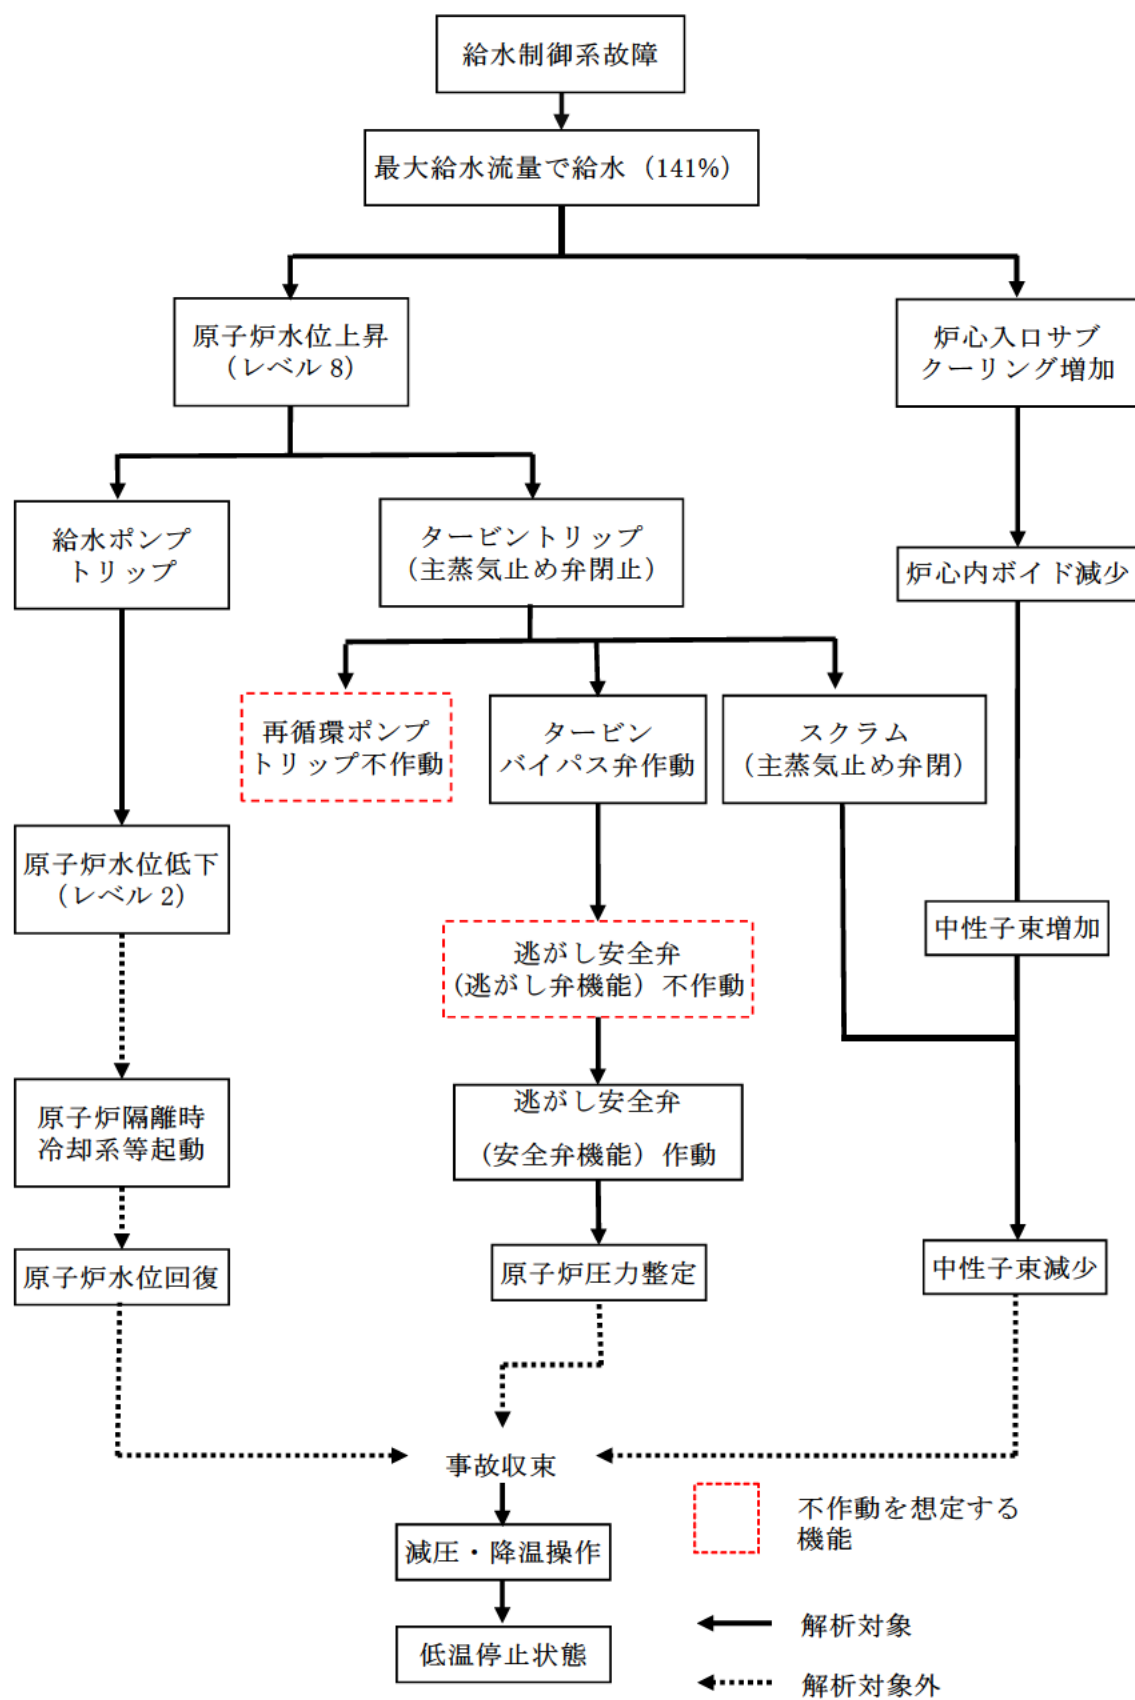 給水制御系故障
最大給水流量で給水（141%）
原子炉水位上昇
（レベル 8）
炉心入口サブ
クーリング増加
給水ポンプ
トリップ
タービントリップ
（主蒸気止め弁閉止）
炉心内ボイド減少
再循環ポンプ
トリップ不作動
タービン
バイパス弁作動
スクラム
（主蒸気止め弁閉）
原子炉水位低下
（レベル 2）
中性子束増加
逃がし安全弁
（逃がし弁機能）不作動
原子炉隔離時
冷却系等起動
逃がし安全弁
（安全弁機能）作動
原子炉水位回復
原子炉圧力整定
中性子束減少
事故収束
減圧・降温操作
低温停止状態
不作動を想定する
機能
解析対象
解析対象外